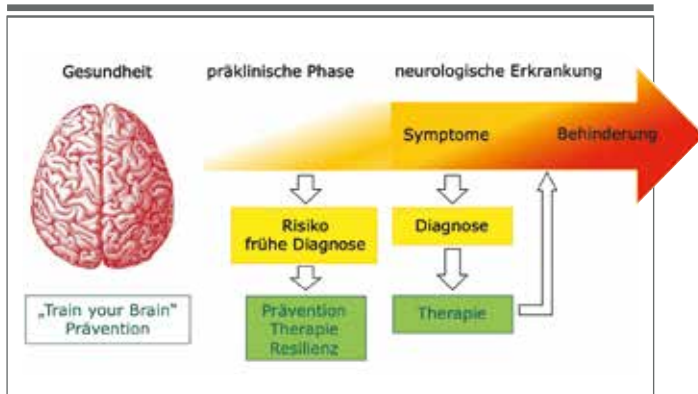 Gesundheit
präklinische Phase
neurologische Erkrankung
Symptome
Behinderung
Risiko
frühe Diagnose
Diagnose
„Train your Brain“
Prävention
Prävention
Therapie
Resilienz
Therapie